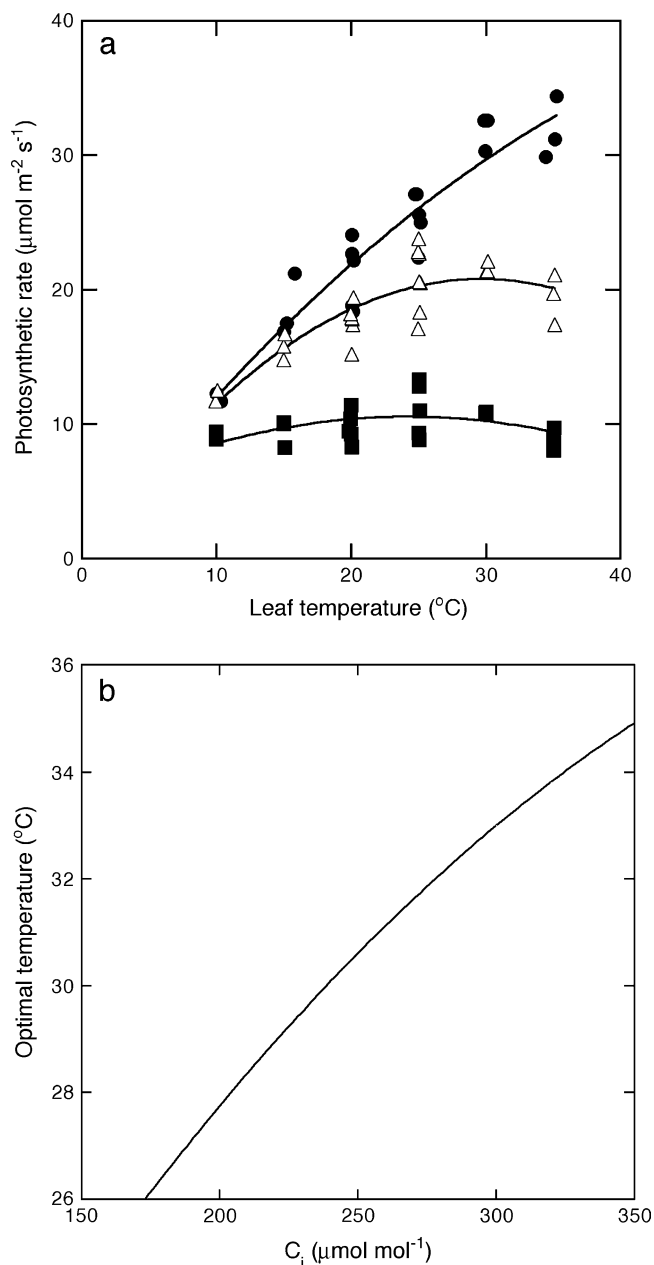 a
40
30
20
10
0
Photosynthetic rate (μmol m⁻² s⁻¹)
0 10 20 30 40
Leaf temperature (°C)
b
36
34
32
30
28
26
Optimal temperature (°C)
150 200 250 300 350
Cᵢ (μmol mol⁻¹)